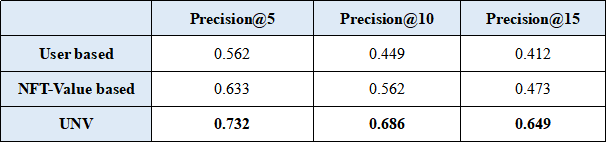 Precision@5 Precision@10 Precision@15
User based 0.562 0.449 0.412
NFT-Value based 0.633 0.562 0.473
UNV 0.732 0.686 0.649